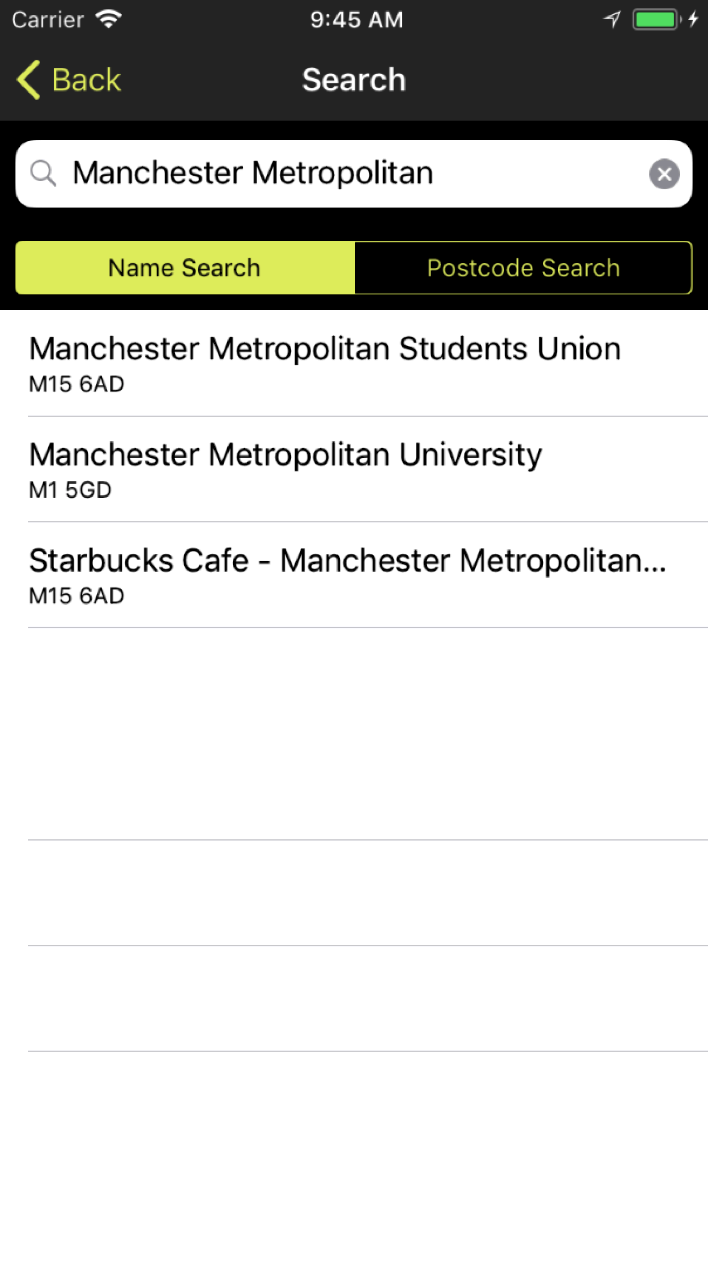 Carrier 9:45 AM
Back Search
Manchester Metropolitan
Name Search Postcode Search
Manchester Metropolitan Students Union
M15 6AD
Manchester Metropolitan University
M1 5GD
Starbucks Cafe - Manchester Metropolitan...
M15 6AD